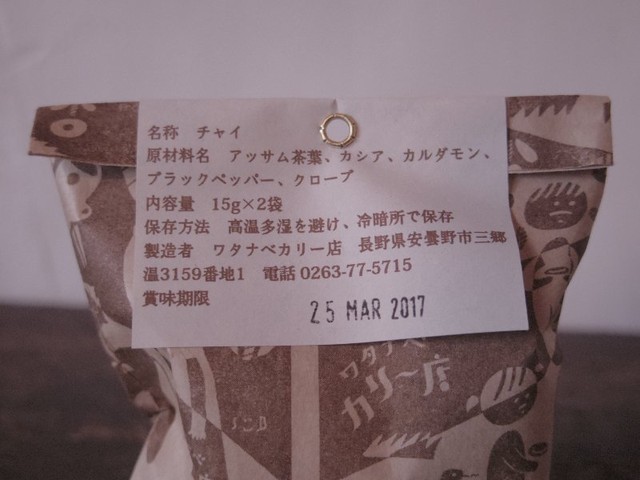 名称　チャイ
原材料名　アッサム茶葉、カシア、カルダモン、
ブラックペッパー、クローブ
内容量　15g×2袋
保存方法　高温多湿を避け、冷暗所で保存
製造者　ワタナベカリー店　長野県安曇野市三郷
温3159番地1　電話 0263-77-5715
賞味期限
25 MAR 2017
ワタナベ
カリー店